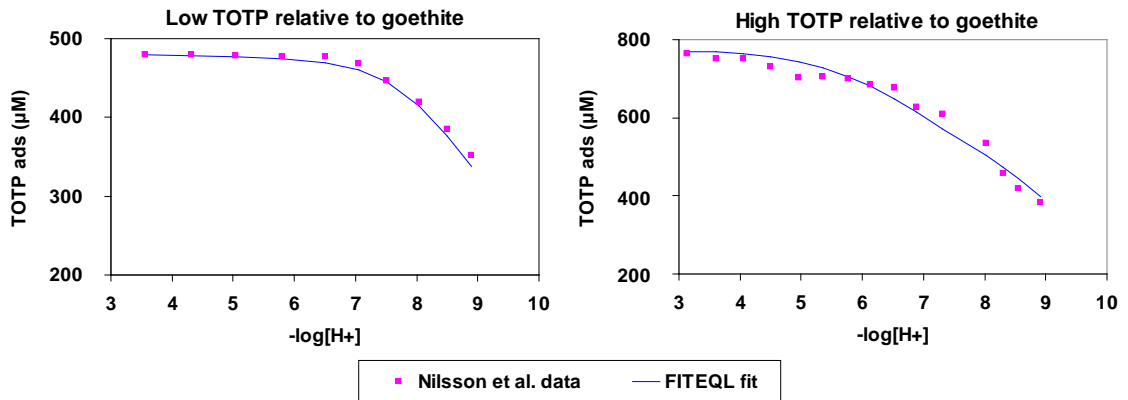 Low TOTP relative to goethite
500
400
300
200
TOTP ads (µM)
3 4 5 6 7 8 9 10
-log[H+]
High TOTP relative to goethite
800
600
400
200
TOTP ads (µM)
3 4 5 6 7 8 9 10
-log[H+]
Nilsson et al. data
FITEQL fit